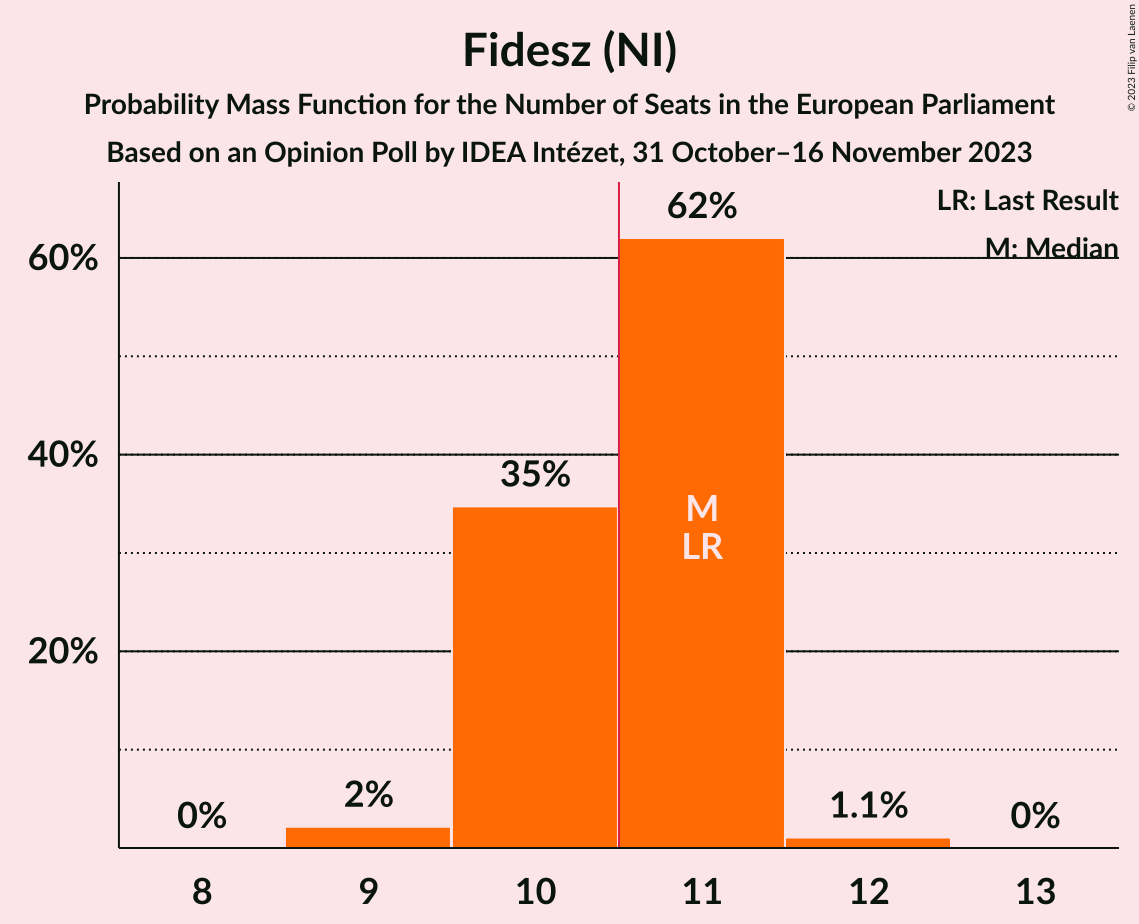 Fidesz (NI)
Probability Mass Function for the Number of Seats in the European Parliament
Based on an Opinion Poll by IDEA Intézet, 31 October–16 November 2023
© 2023 Filip van Laenen
LR: Last Result
M: Median
60%
40%
20%
0%
2%
35%
62%
M
LR
1.1%
0%
8
9
10
11
12
13